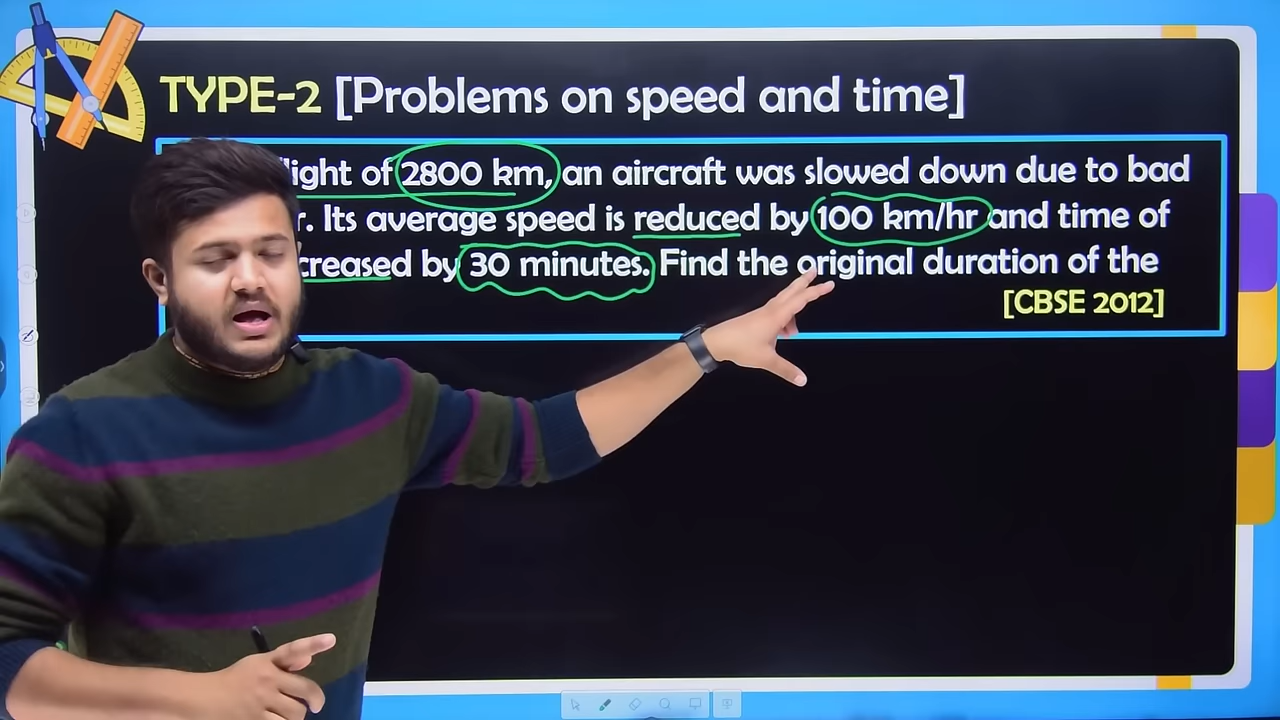 TYPE-2 [Problems on speed and time]
light of 2800 km, an aircraft was slowed down due to bad
r. Its average speed is reduced by 100 km/hr and time of
creased by 30 minutes. Find the original duration of the
[CBSE 2012]